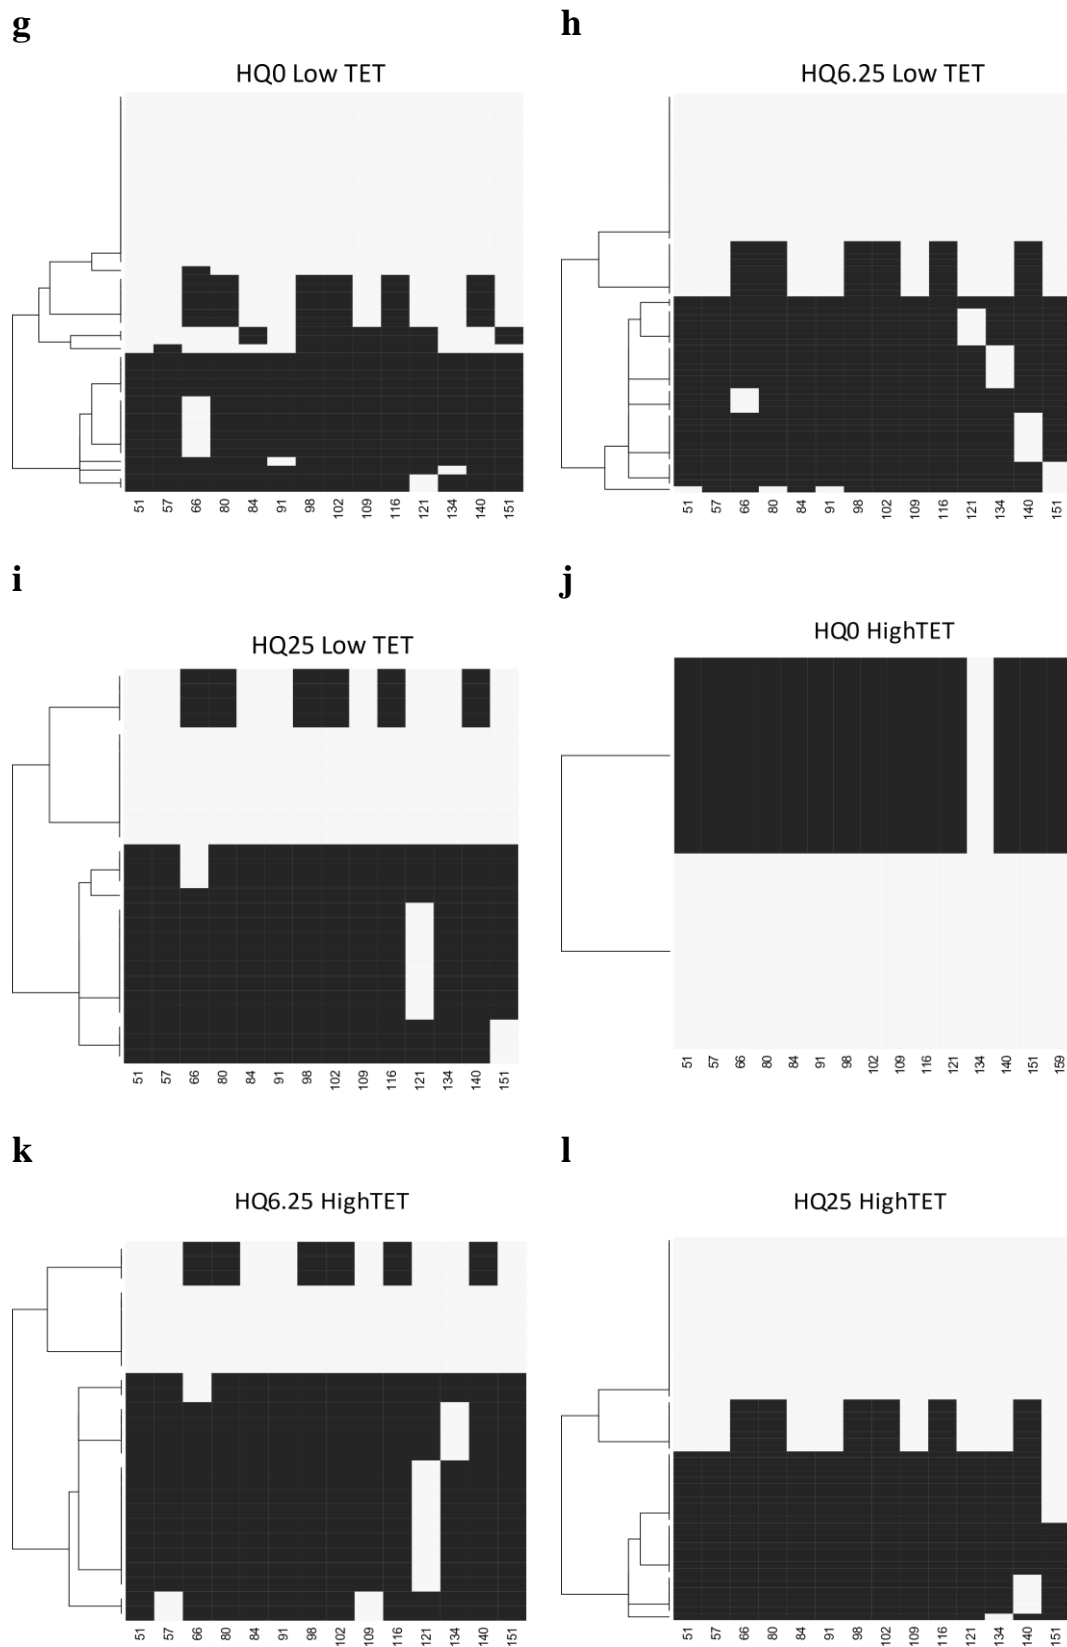 g
h
HQ0 Low TET
HQ6.25 Low TET
51 57 66 80 84 91 98 102 109 116 121 134 140 151
51 57 66 80 84 91 98 102 109 116 121 134 140 151
i
j
HQ25 Low TET
HQ0 HighTET
51 57 66 80 84 91 98 102 109 116 121 134 140 151
51 57 66 80 84 91 98 102 109 116 121 134 140 151 159
k
l
HQ6.25 HighTET
HQ25 HighTET
51 57 66 80 84 91 98 102 109 116 121 134 140 151
51 57 66 80 84 91 98 102 109 116 121 134 140 151